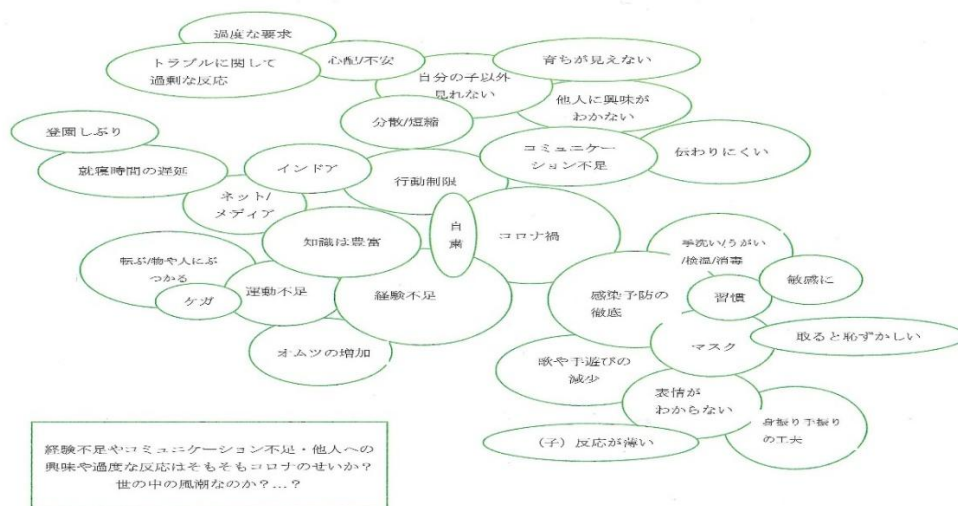 過度な要求
トラブルに関して
過剰な反応
心配/不安
自分の子以外
見れない
育ちが見えない
他人に興味が
わかない
分散/短縮
登園しぶり
就寝時間の遅延
インドア
行動制限
コミュニケー
ション不足
伝わりにくい
ネット/
メディア
知識は豊富
自
粛
コロナ禍
手洗い/うがい
/検温/消毒
敏感に
転ぶ/物や人にぶ
つかる
ケガ
運動不足
経験不足
感染予防の
徹底
習慣
オムツの増加
マスク
取ると恥ずかしい
歌や手遊びの
減少
表情が
わからない
身振り手振り
の工夫
(子)反応が薄い
経験不足やコミュニケーション不足・他人への
興味や過度な反応はそもそもコロナのせいか?
世の中の風潮なのか?…?